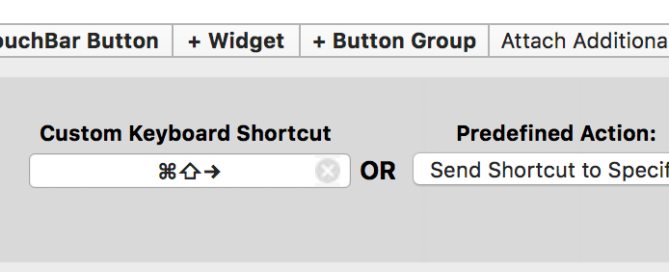 uchBar Button + Widget + Button Group Attach Additiona
Custom Keyboard Shortcut Predefined Action:
⌘⇧→ OR Send Shortcut to Specif